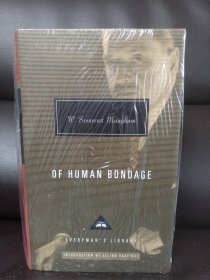 W. Somerset Maugham
OF HUMAN BONDAGE
EVERYMAN'S LIBRARY
INTRODUCTION BY SELINA HASTINGS